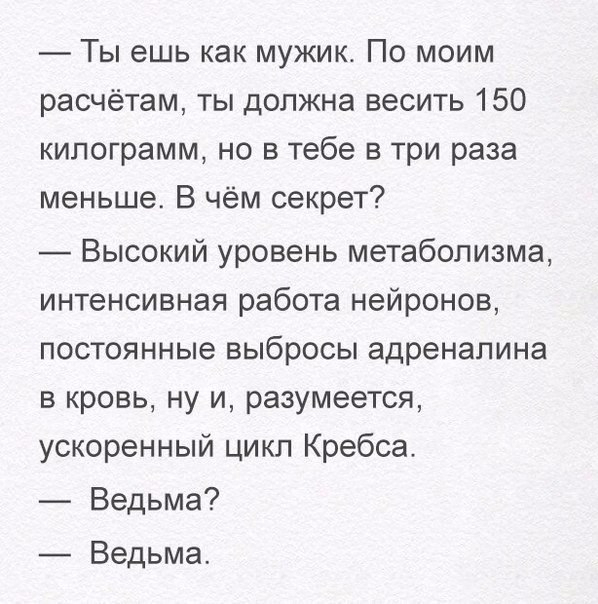 — Ты ешь как мужик. По моим
расчётам, ты должна весить 150
килограмм, но в тебе в три раза
меньше. В чём секрет?
— Высокий уровень метаболизма,
интенсивная работа нейронов,
постоянные выбросы адреналина
в кровь, ну и, разумеется,
ускоренный цикл Кребса.
— Ведьма?
— Ведьма.